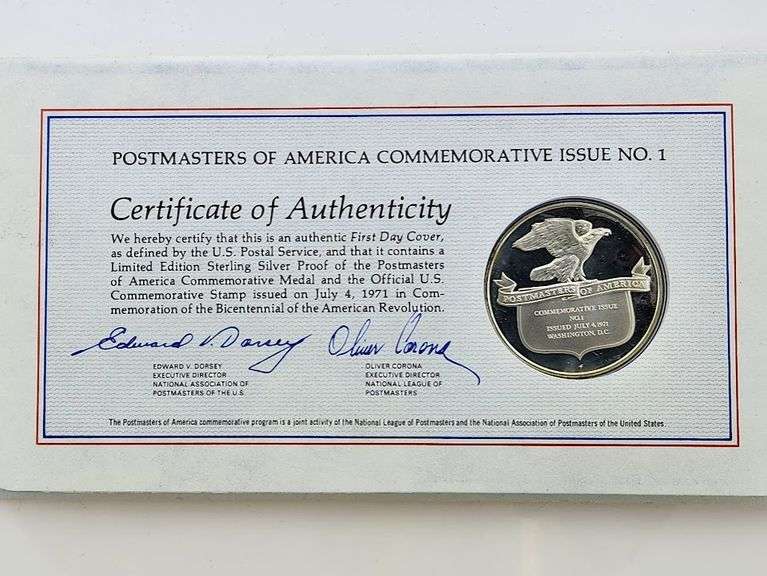 POSTMASTERS OF AMERICA COMMEMORATIVE ISSUE NO. 1
Certificate of Authenticity
We hereby certify that this is an authentic First Day Cover,
as defined by the U.S. Postal Service, and that it contains a
Limited Edition Sterling Silver Proof of the Postmasters
of America Commemorative Medal and the Official U.S.
Commemorative Stamp issued on July 4, 1971 in Com-
memoration of the Bicentennial of the American Revolution.
Edward V. Dorsey
EDWARD V. DORSEY
EXECUTIVE DIRECTOR
NATIONAL ASSOCIATION OF
POSTMASTERS OF THE U.S.
Oliver Corona
OLIVER CORONA
EXECUTIVE DIRECTOR
NATIONAL LEAGUE OF
POSTMASTERS
POSTMASTERS OF AMERICA
COMMEMORATIVE ISSUE
NO. 1
ISSUED JULY 4, 1971
WASHINGTON, D.C.
The Postmasters of America commemorative program is a joint activity of the National League of Postmasters and the National Association of Postmasters of the United States.